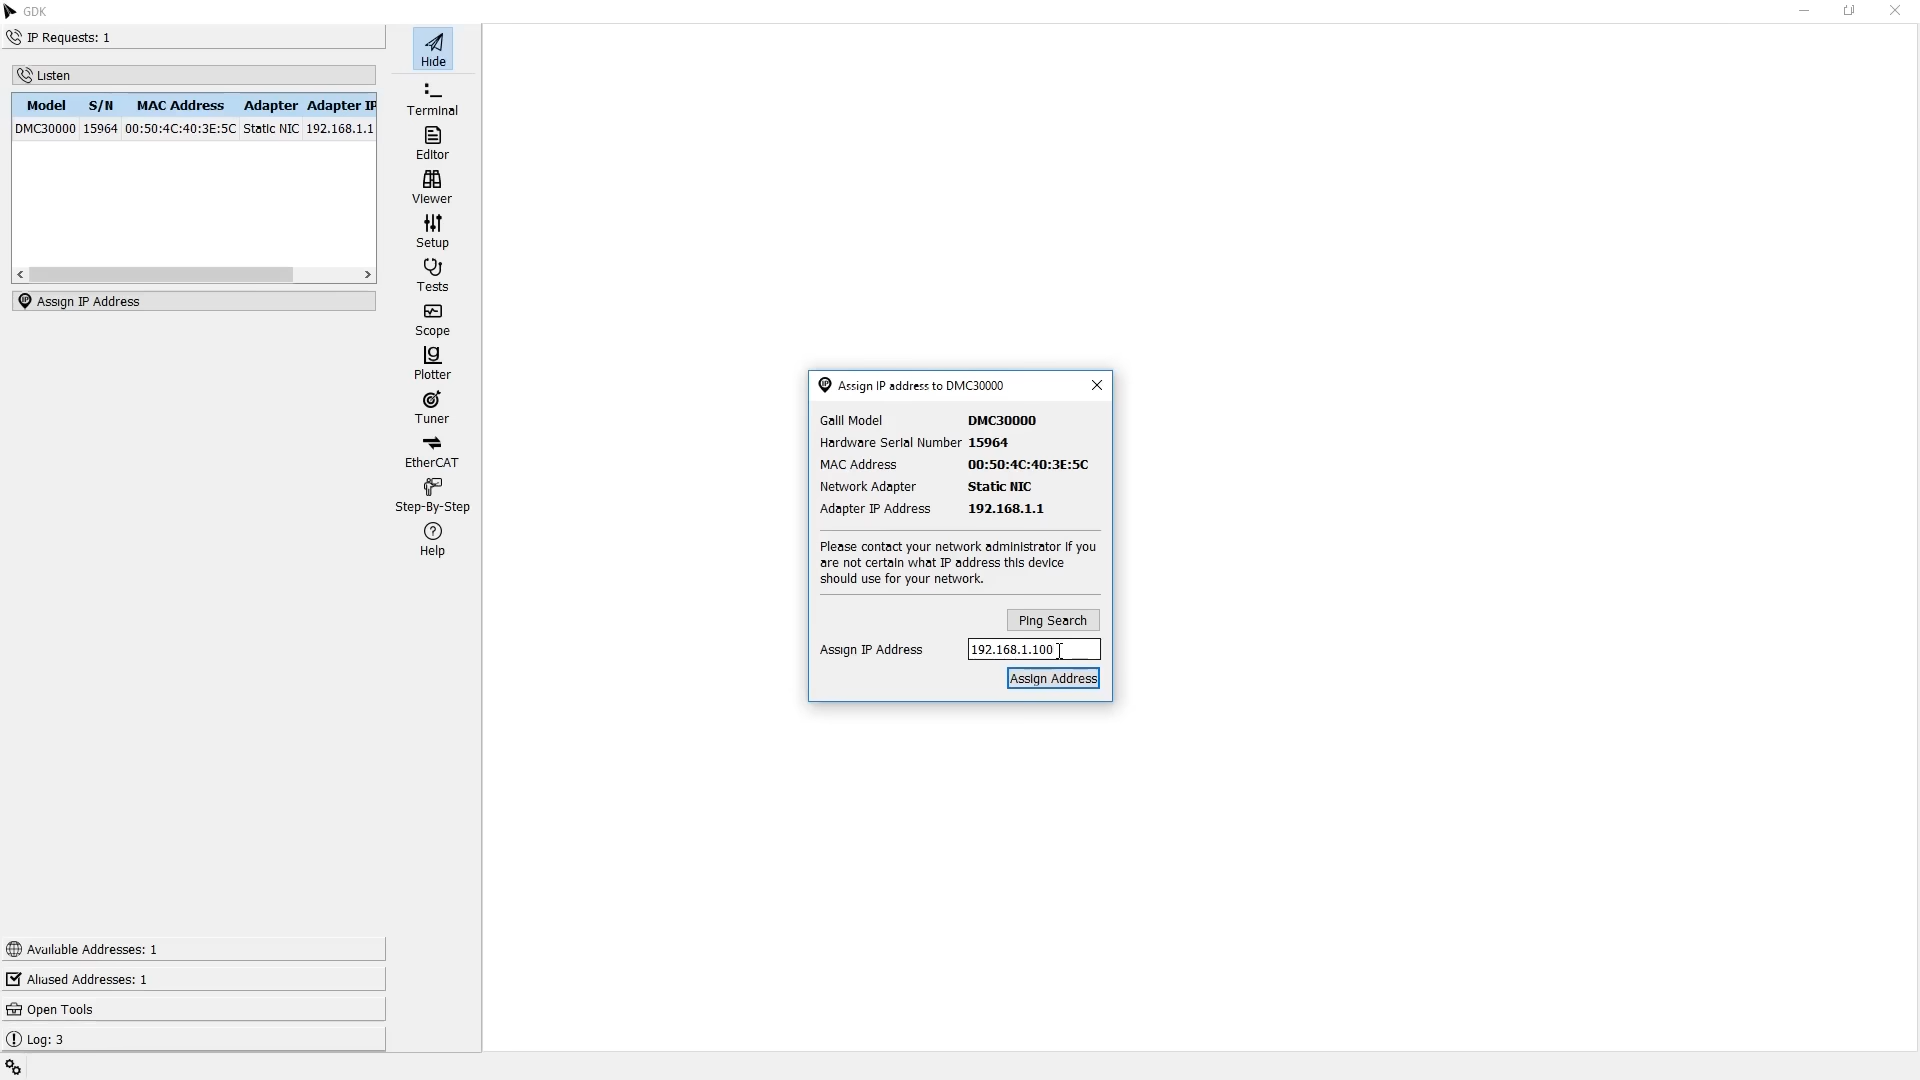 GDK
IP Requests: 1
Listen
Model S/N MAC Address Adapter Adapter IP
DMC30000 15964 00:50:4C:40:3E:5C Static NIC 192.168.1.1
Assign IP Address
Hide
Terminal
Editor
Viewer
Setup
Tests
Scope
Plotter
Tuner
EtherCAT
Step-By-Step
Help
Assign IP address to DMC30000
Galil Model DMC30000
Hardware Serial Number 15964
MAC Address 00:50:4C:40:3E:5C
Network Adapter Static NIC
Adapter IP Address 192.168.1.1
Please contact your network administrator if you
are not certain what IP address this device
should use for your network.
Ping Search
Assign IP Address 192.168.1.100
Assign Address
Available Addresses: 1
Aliased Addresses: 1
Open Tools
Log: 3